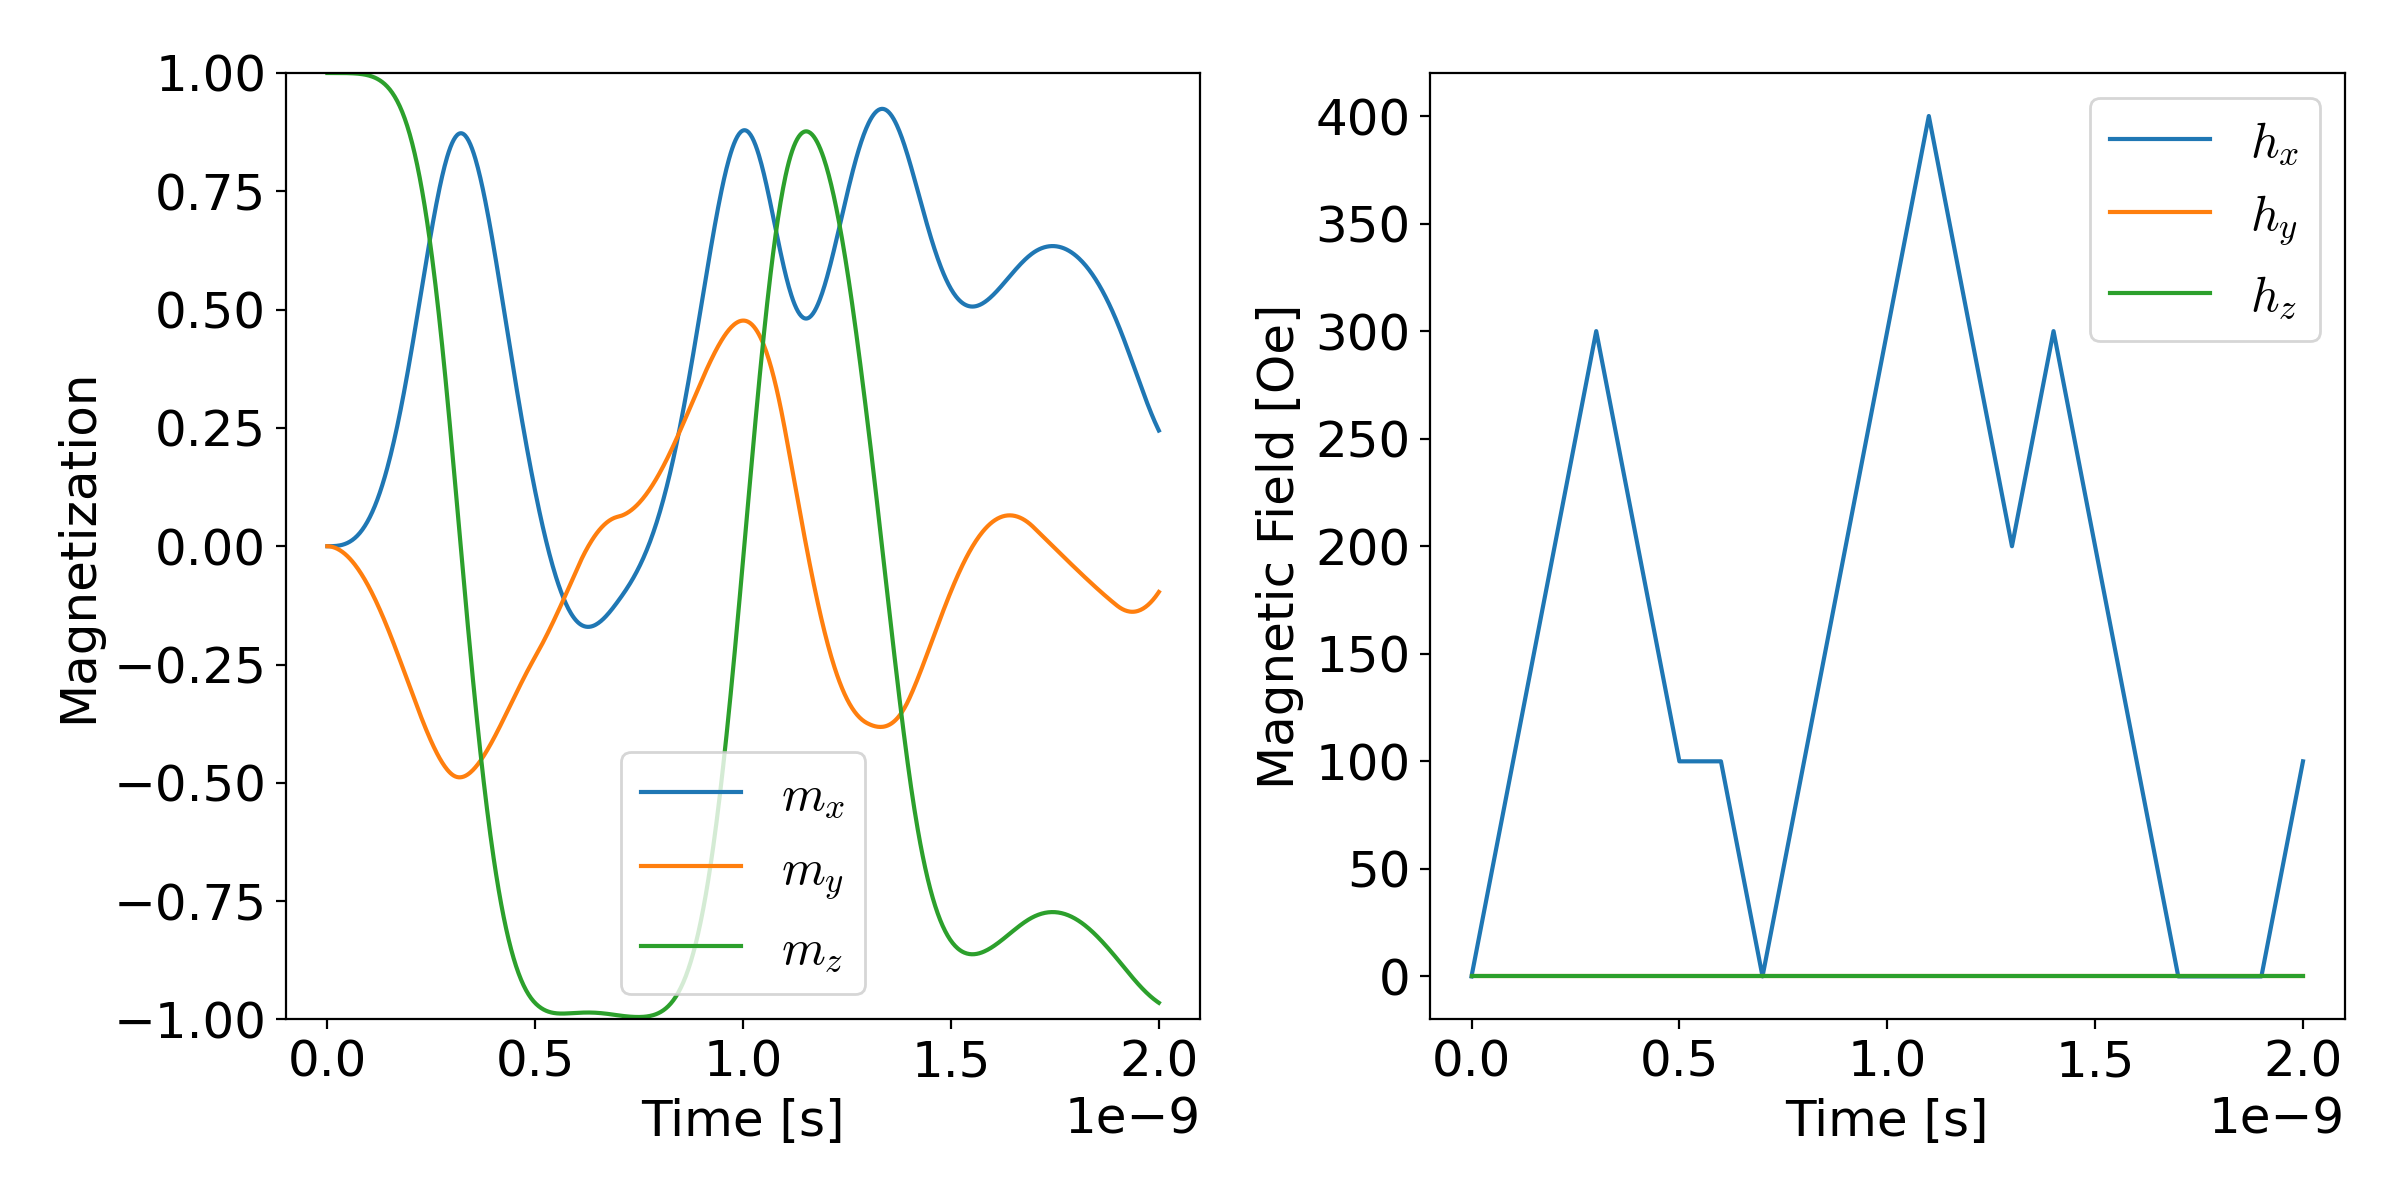 Magnetization
1.00
0.75
0.50
0.25
0.00
−0.25
−0.50
−0.75
−1.00
m_x
m_y
m_z
0.0 0.5 1.0 1.5 2.0
Time [s]
1e−9
Magnetic Field [Oe]
400
350
300
250
200
150
100
50
0
h_x
h_y
h_z
0.0 0.5 1.0 1.5 2.0
Time [s]
1e−9